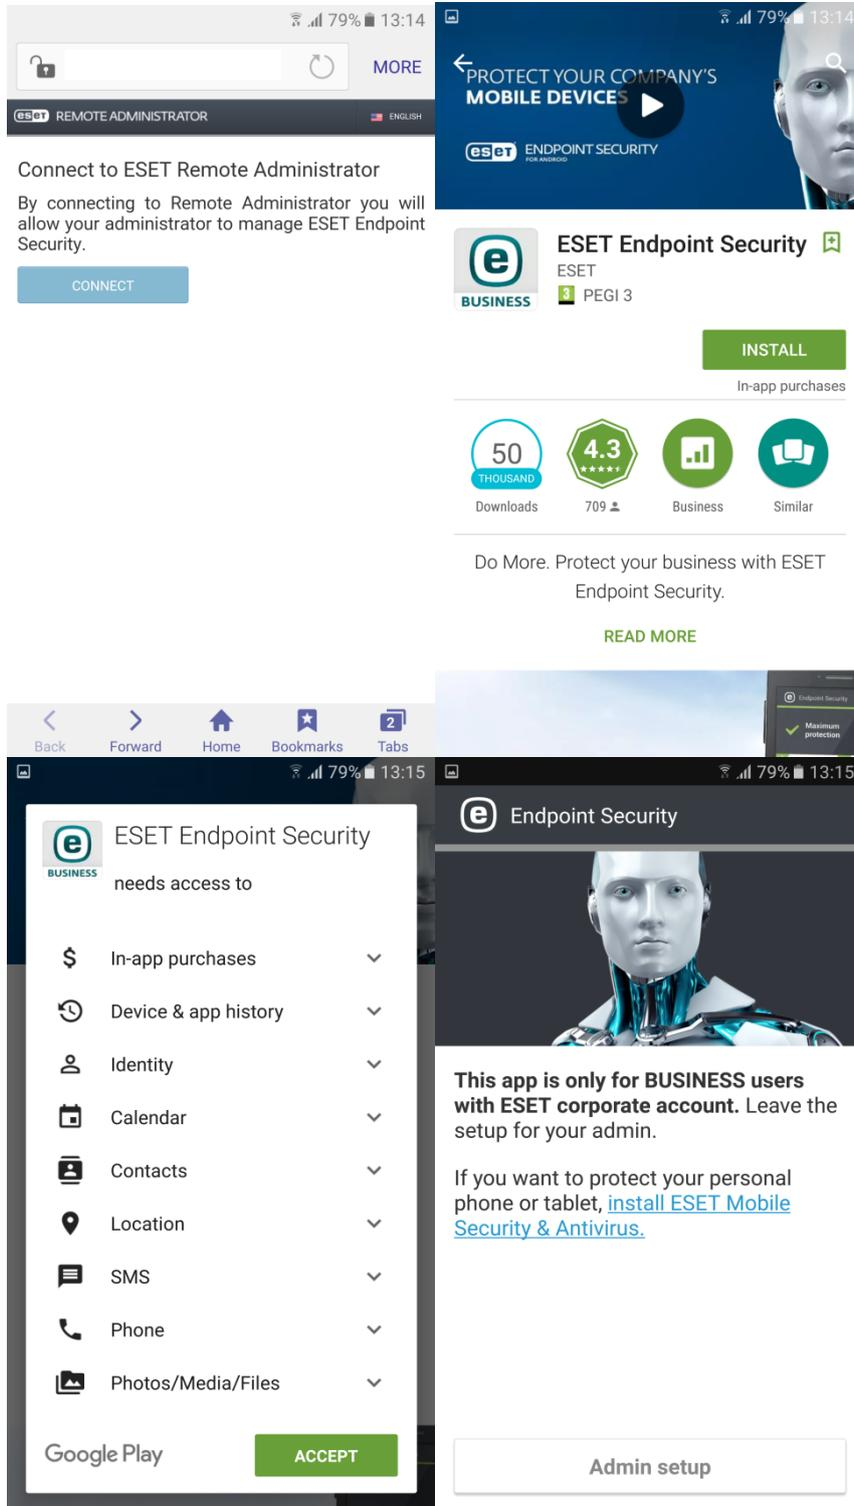 79% 13:14
MORE
eset REMOTE ADMINISTRATOR
ENGLISH
Connect to ESET Remote Administrator
By connecting to Remote Administrator you will
allow your administrator to manage ESET Endpoint
Security.
CONNECT
Back
Forward
Home
Bookmarks
2
Tabs
79% 13:14
PROTECT YOUR COMPANY'S
MOBILE DEVICES
eset ENDPOINT SECURITY
FOR ANDROID
e
BUSINESS
ESET Endpoint Security
ESET
3 PEGI 3
INSTALL
In-app purchases
50
THOUSAND
Downloads
4.3
709
Business
Similar
Do More. Protect your business with ESET
Endpoint Security.
READ MORE
e Endpoint Security
Maximum
protection
79% 13:15
e
BUSINESS
ESET Endpoint Security
needs access to
$ In-app purchases
Device & app history
Identity
Calendar
Contacts
Location
SMS
Phone
Photos/Media/Files
Google Play
ACCEPT
79% 13:15
e Endpoint Security
This app is only for BUSINESS users
with ESET corporate account. Leave the
setup for your admin.
If you want to protect your personal
phone or tablet, install ESET Mobile
Security & Antivirus.
Admin setup